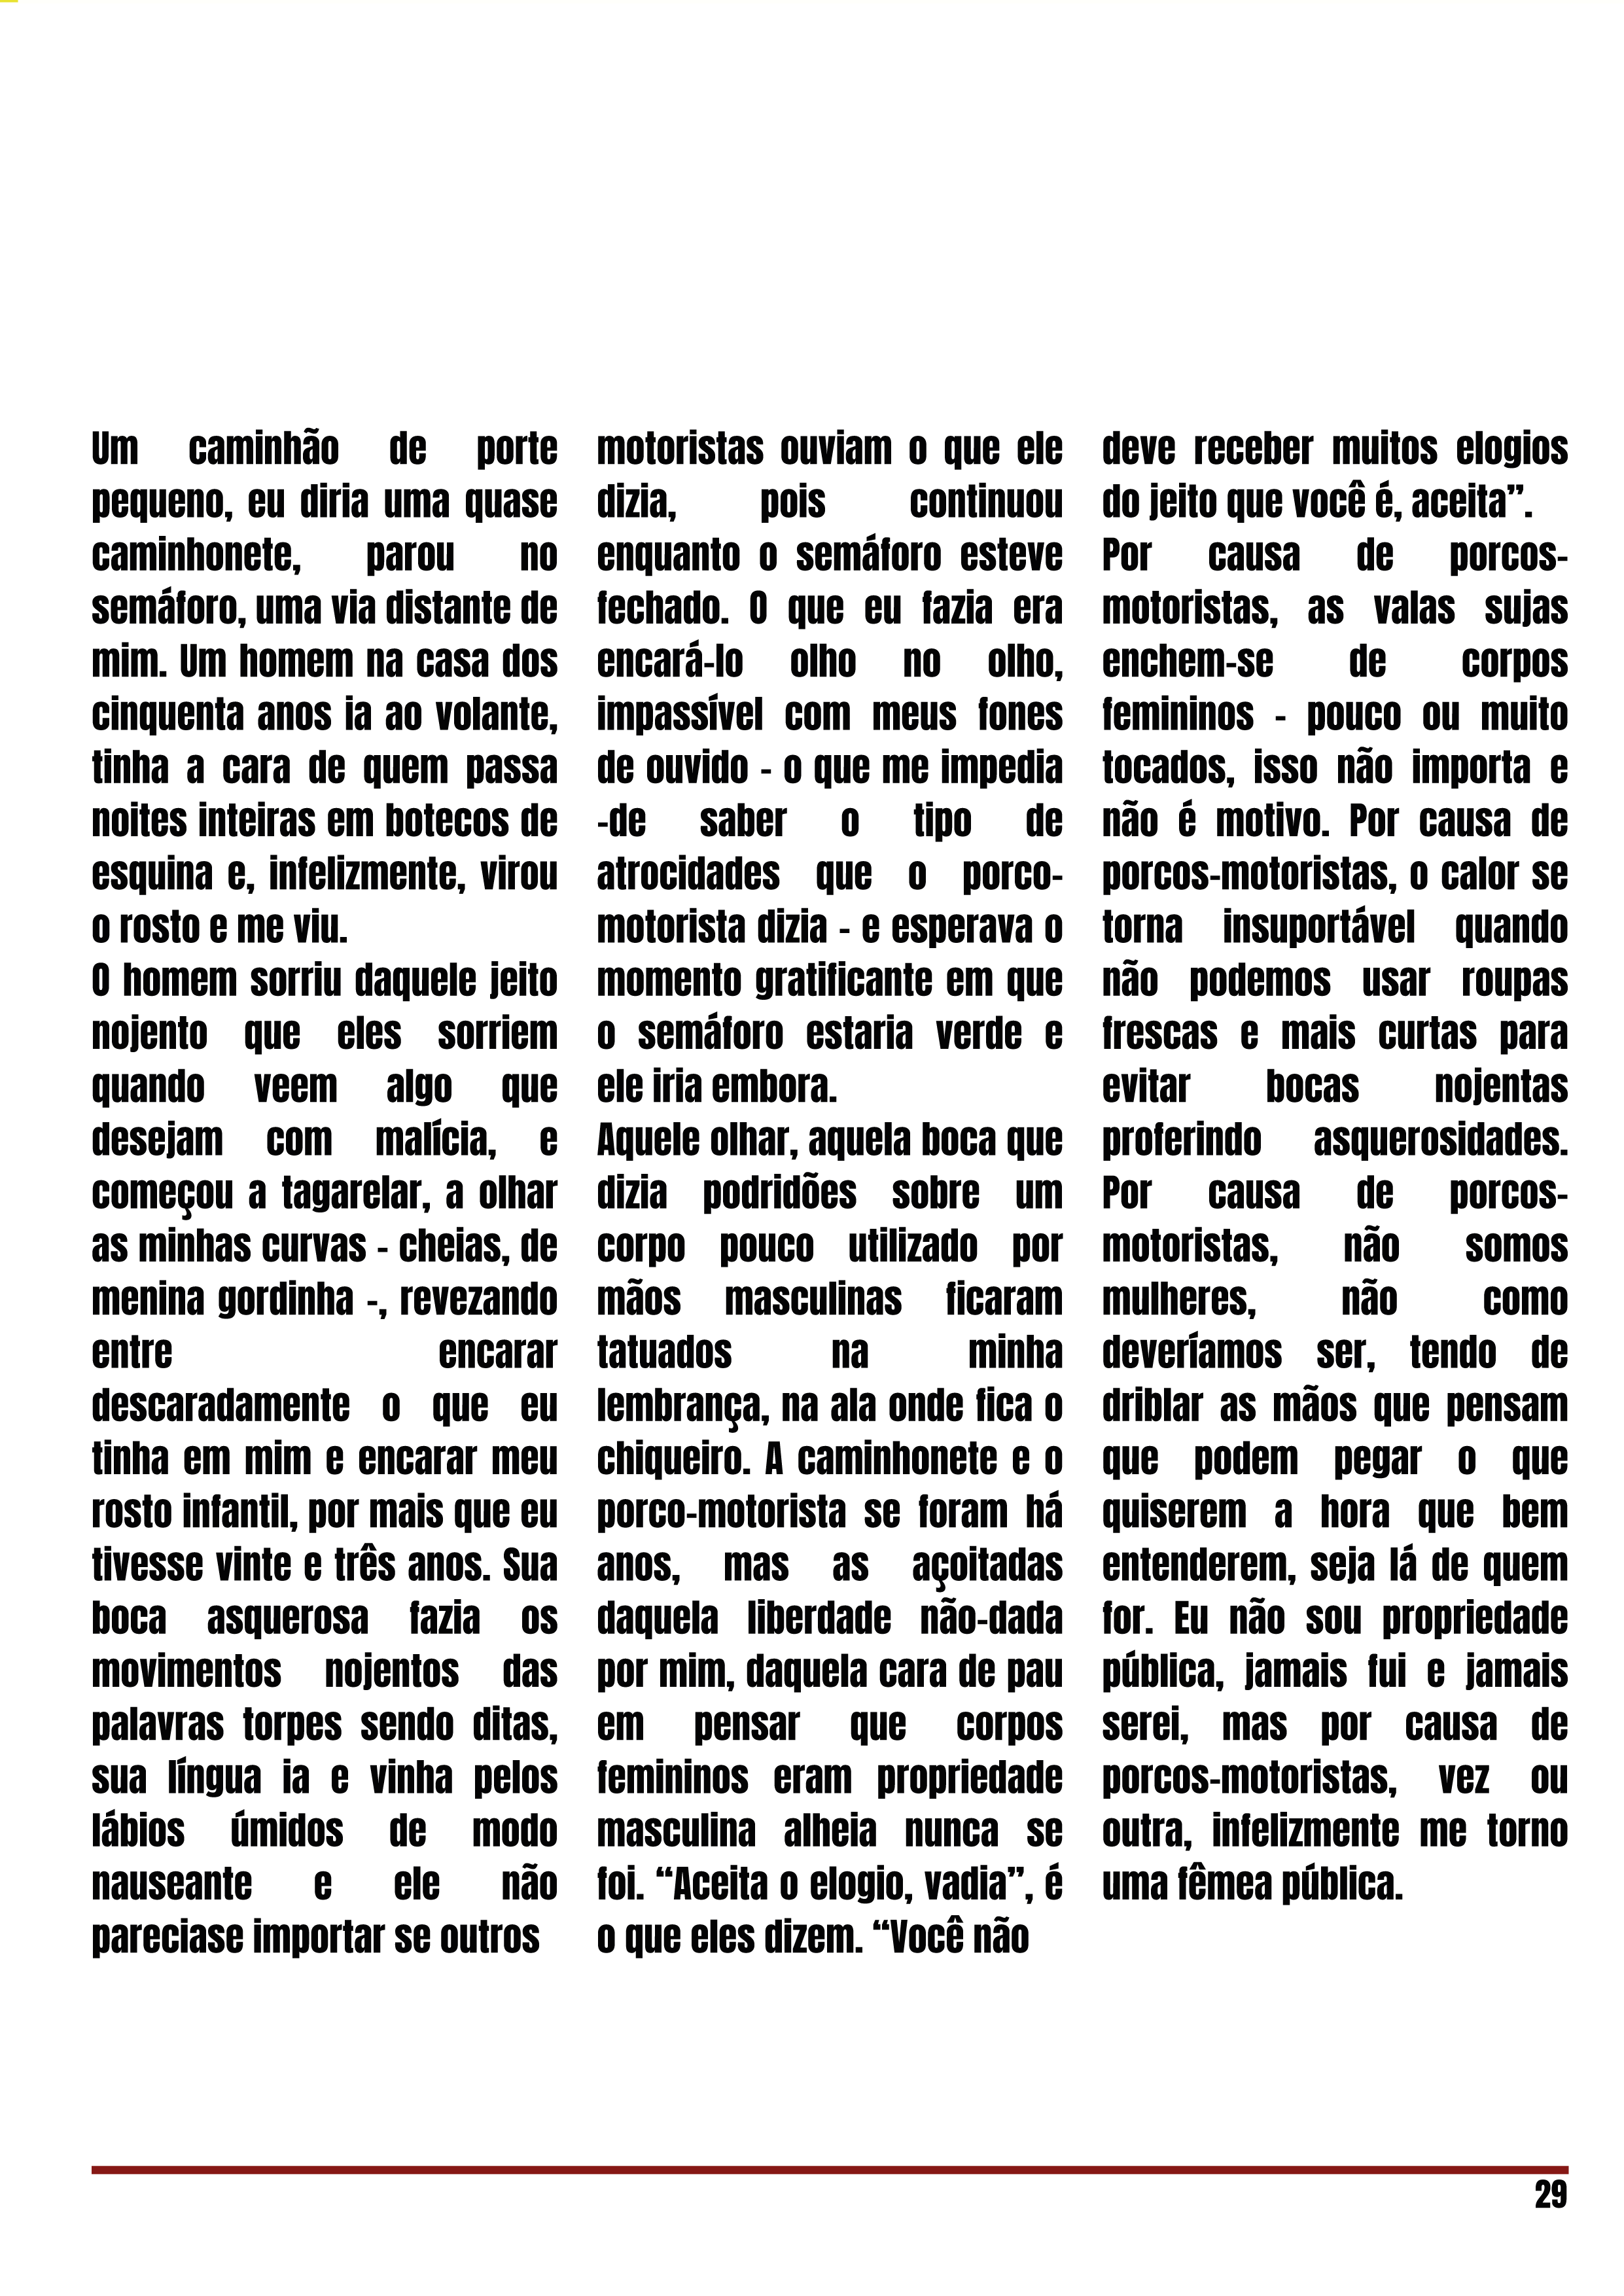 Um caminhão de porte
pequeno, eu diria uma quase
caminhonete, parou no
semáforo, uma via distante de
mim. Um homem na casa dos
cinquenta anos ia ao volante,
tinha a cara de quem passa
noites inteiras em botecos de
esquina e, infelizmente, virou
o rosto e me viu.
O homem sorriu daquele jeito
nojento que eles sorriem
quando veem algo que
desejam com malícia, e
começou a tagarelar, a olhar
as minhas curvas - cheias, de
menina gordinha -, revezando
entre encarar
descaradamente o que eu
tinha em mim e encarar meu
rosto infantil, por mais que eu
tivesse vinte e três anos. Sua
boca asquerosa fazia os
movimentos nojentos das
palavras torpes sendo ditas,
sua língua ia e vinha pelos
lábios úmidos de modo
nauseante e ele não
pareciase importar se outros
motoristas ouviam o que ele
dizia, pois continuou
enquanto o semáforo esteve
fechado. O que eu fazia era
encará-lo olho no olho,
impassível com meus fones
de ouvido - o que me impedia
-de saber o tipo de
atrocidades que o porco-
motorista dizia - e esperava o
momento gratificante em que
o semáforo estaria verde e
ele iria embora.
Aquele olhar, aquela boca que
dizia podridões sobre um
corpo pouco utilizado por
mãos masculinas ficaram
tatuados na minha
lembrança, na ala onde fica o
chiqueiro. A caminhonete e o
porco-motorista se foram há
anos, mas as açoitadas
daquela liberdade não-dada
por mim, daquela cara de pau
em pensar que corpos
femininos eram propriedade
masculina alheia nunca se
foi. “Aceita o elogio, vadia”, é
o que eles dizem. “Você não
deve receber muitos elogios
do jeito que você é, aceita”.
Por causa de porcos-
motoristas, as valas sujas
enchem-se de corpos
femininos - pouco ou muito
tocados, isso não importa e
não é motivo. Por causa de
porcos-motoristas, o calor se
torna insuportável quando
não podemos usar roupas
frescas e mais curtas para
evitar bocas nojentas
proferindo asquerosidades.
Por causa de porcos-
motoristas, não somos
mulheres, não como
deveríamos ser, tendo de
driblar as mãos que pensam
que podem pegar o que
quiserem a hora que bem
entenderem, seja lá de quem
for. Eu não sou propriedade
pública, jamais fui e jamais
serei, mas por causa de
porcos-motoristas, vez ou
outra, infelizmente me torno
uma fêmea pública.
29